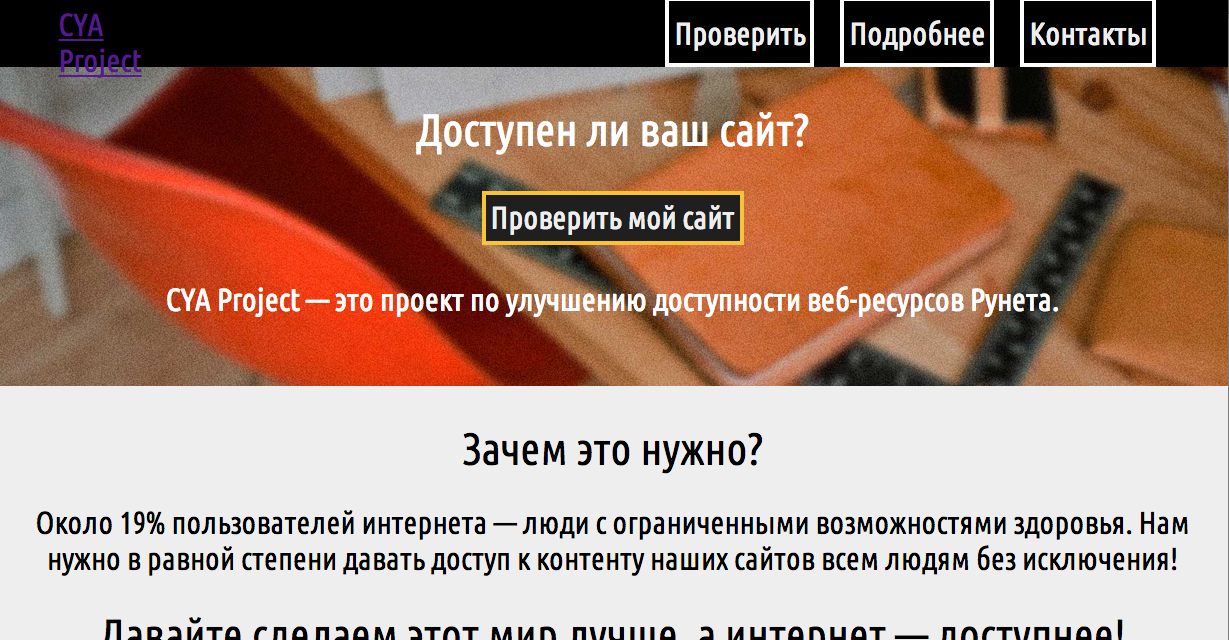 CYA
Project
Проверить
Подробнее
Контакты
Доступен ли ваш сайт?
Проверить мой сайт
CYA Project — это проект по улучшению доступности веб-ресурсов Рунета.
Зачем это нужно?
Около 19% пользователей интернета — люди с ограниченными возможностями здоровья. Нам
нужно в равной степени давать доступ к контенту наших сайтов всем людям без исключения!
Давайте сделаем этот мир лучше, а интернет — доступнее!